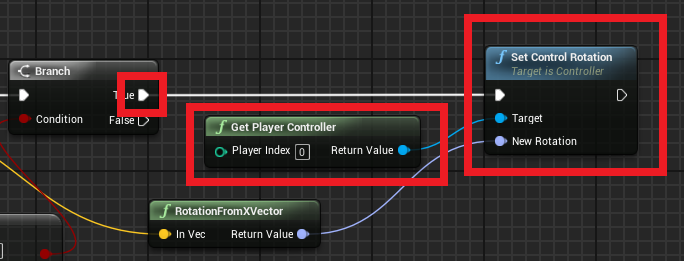 Branch
True
Condition
False
f Get Player Controller
Player Index 0
Return Value
f Set Control Rotation
Target is Controller
Target
New Rotation
f RotationFromXVector
In Vec
Return Value